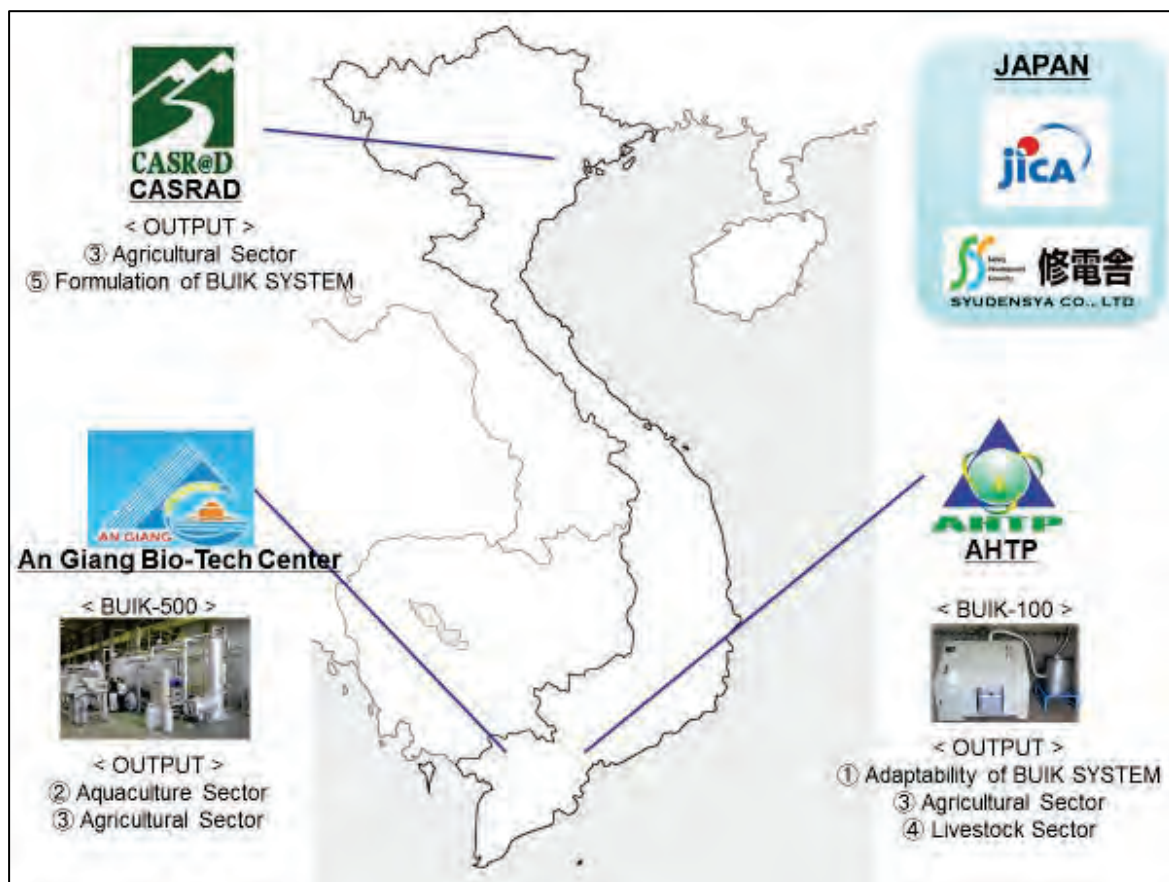 CASR@D
CASRAD
< OUTPUT >
③ Agricultural Sector
⑤ Formulation of BUIK SYSTEM
JAPAN
jICA
修電舎
SYUDENSYA CO., LTD
AN GIANG
An Giang Bio-Tech Center
< BUIK-500 >
< OUTPUT >
② Aquaculture Sector
③ Agricultural Sector
AHTP
AHTP
< BUIK-100 >
< OUTPUT >
① Adaptability of BUIK SYSTEM
③ Agricultural Sector
④ Livestock Sector